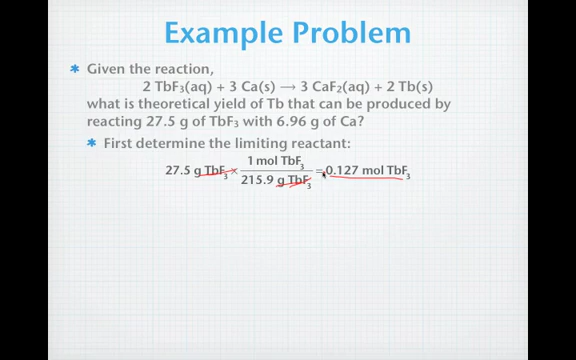 Example Problem
* Given the reaction,
2 TbF₃(aq) + 3 Ca(s) → 3 CaF₂(aq) + 2 Tb(s)
what is theoretical yield of Tb that can be produced by
reacting 27.5 g of TbF₃ with 6.96 g of Ca?
* First determine the limiting reactant:
27.5 g TbF₃ × 1 mol TbF₃ / 215.9 g TbF₃ = 0.127 mol TbF₃